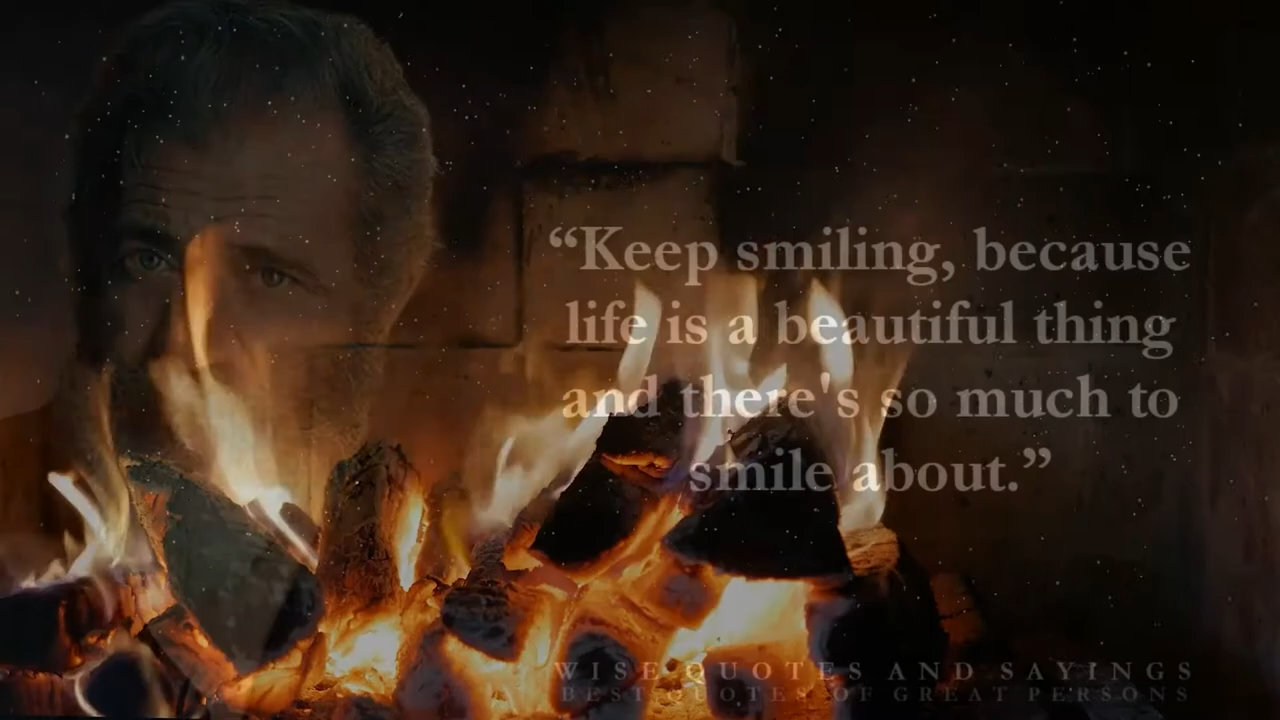 “Keep smiling, because
life is a beautiful thing
and there's so much to
smile about.”
WISE QUOTES AND SAYINGS
BEST QUOTES OF GREAT PERSONS